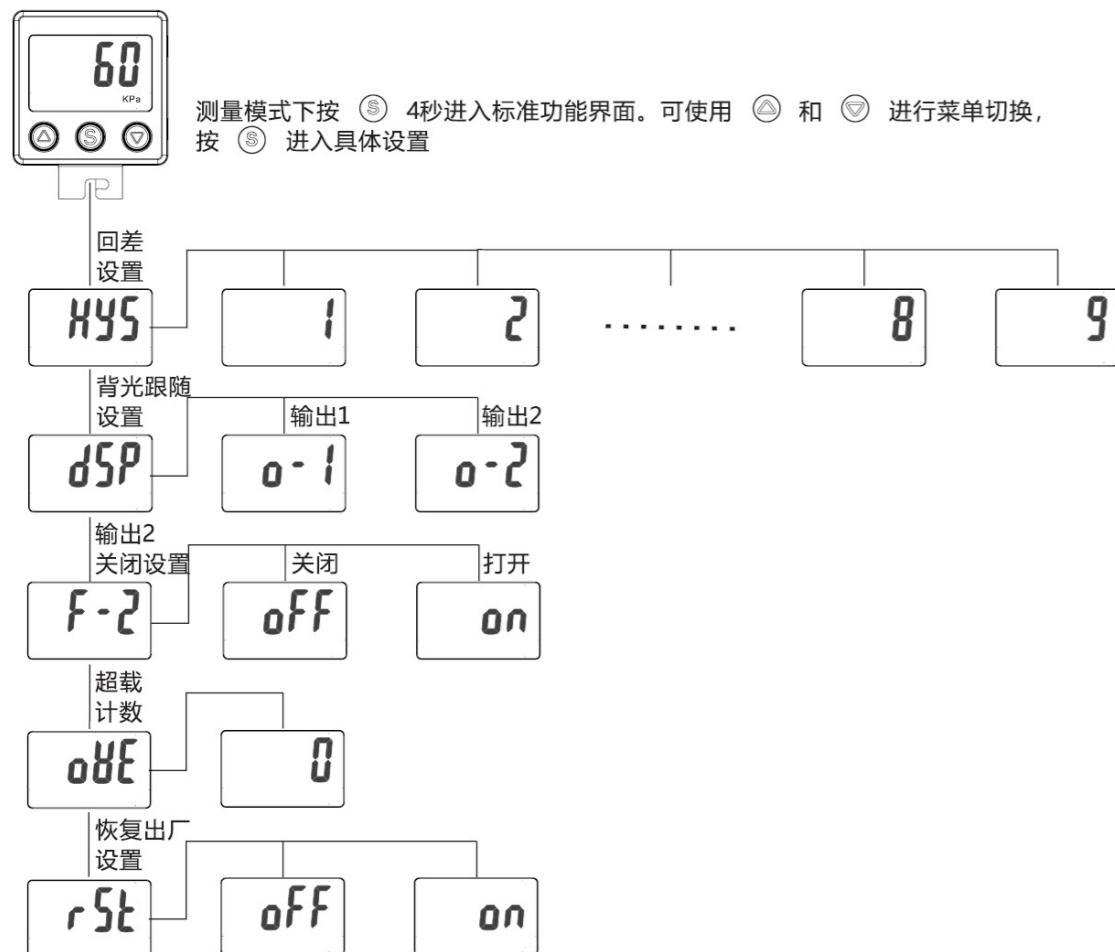 60
KPa
S
测量模式下按 S 4秒进入标准功能界面。可使用 和 进行菜单切换，
按 S 进入具体设置
回差
设置
HYS
1
2
........
8
9
背光跟随
设置
输出1
输出2
dSP
o-1
o-2
输出2
关闭设置
关闭
打开
F-2
oFF
on
超载
计数
oVE
0
恢复出厂
设置
rSt
oFF
on